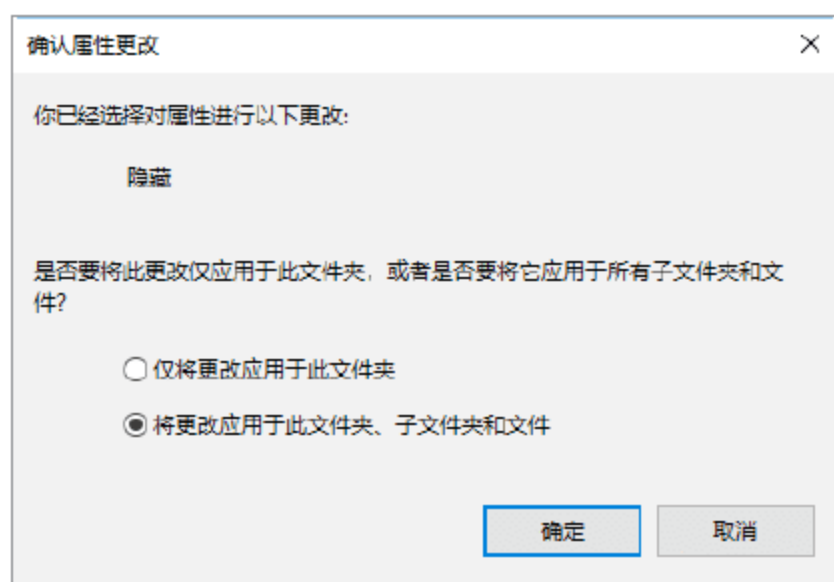 确认属性更改
你已经选择对属性进行以下更改:
隐藏
是否要将此更改仅应用于此文件夹，或者是否要将它应用于所有子文件夹和文
件?
仅将更改应用于此文件夹
将更改应用于此文件夹、子文件夹和文件
确定 取消